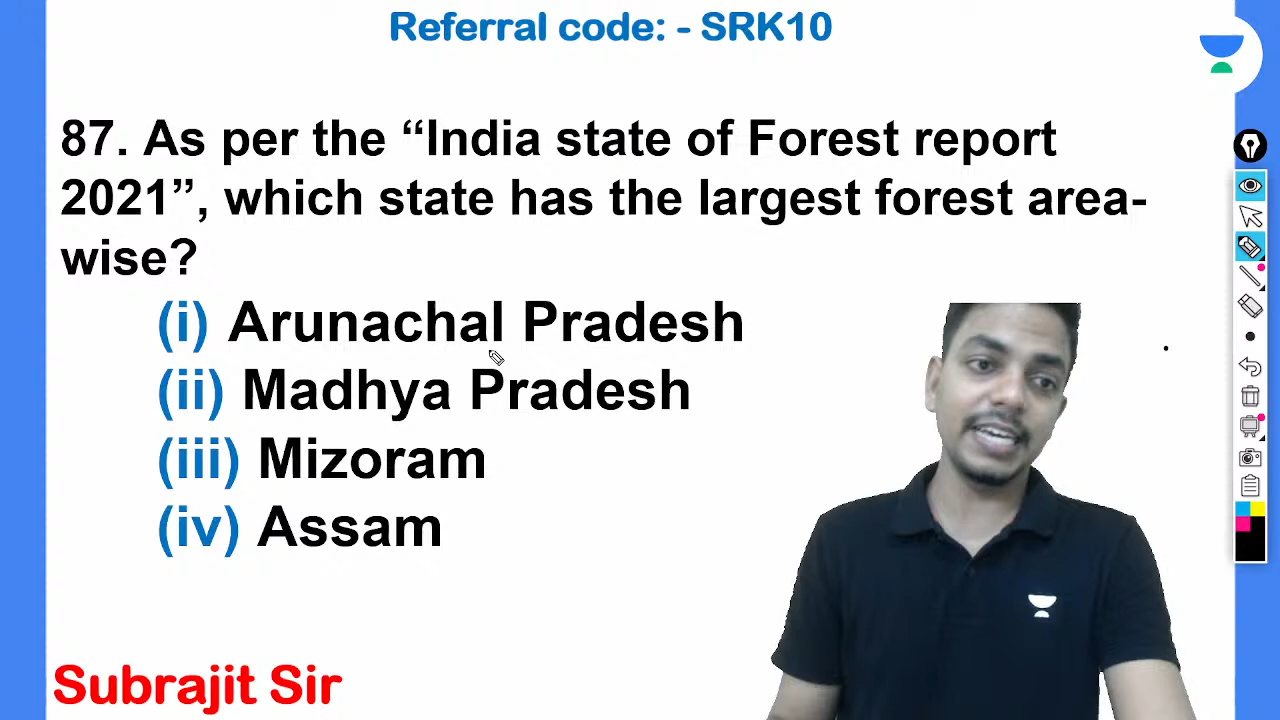 Referral code: - SRK10
87. As per the “India state of Forest report
2021”, which state has the largest forest area-
wise?
(i) Arunachal Pradesh
(ii) Madhya Pradesh
(iii) Mizoram
(iv) Assam
Subrajit Sir